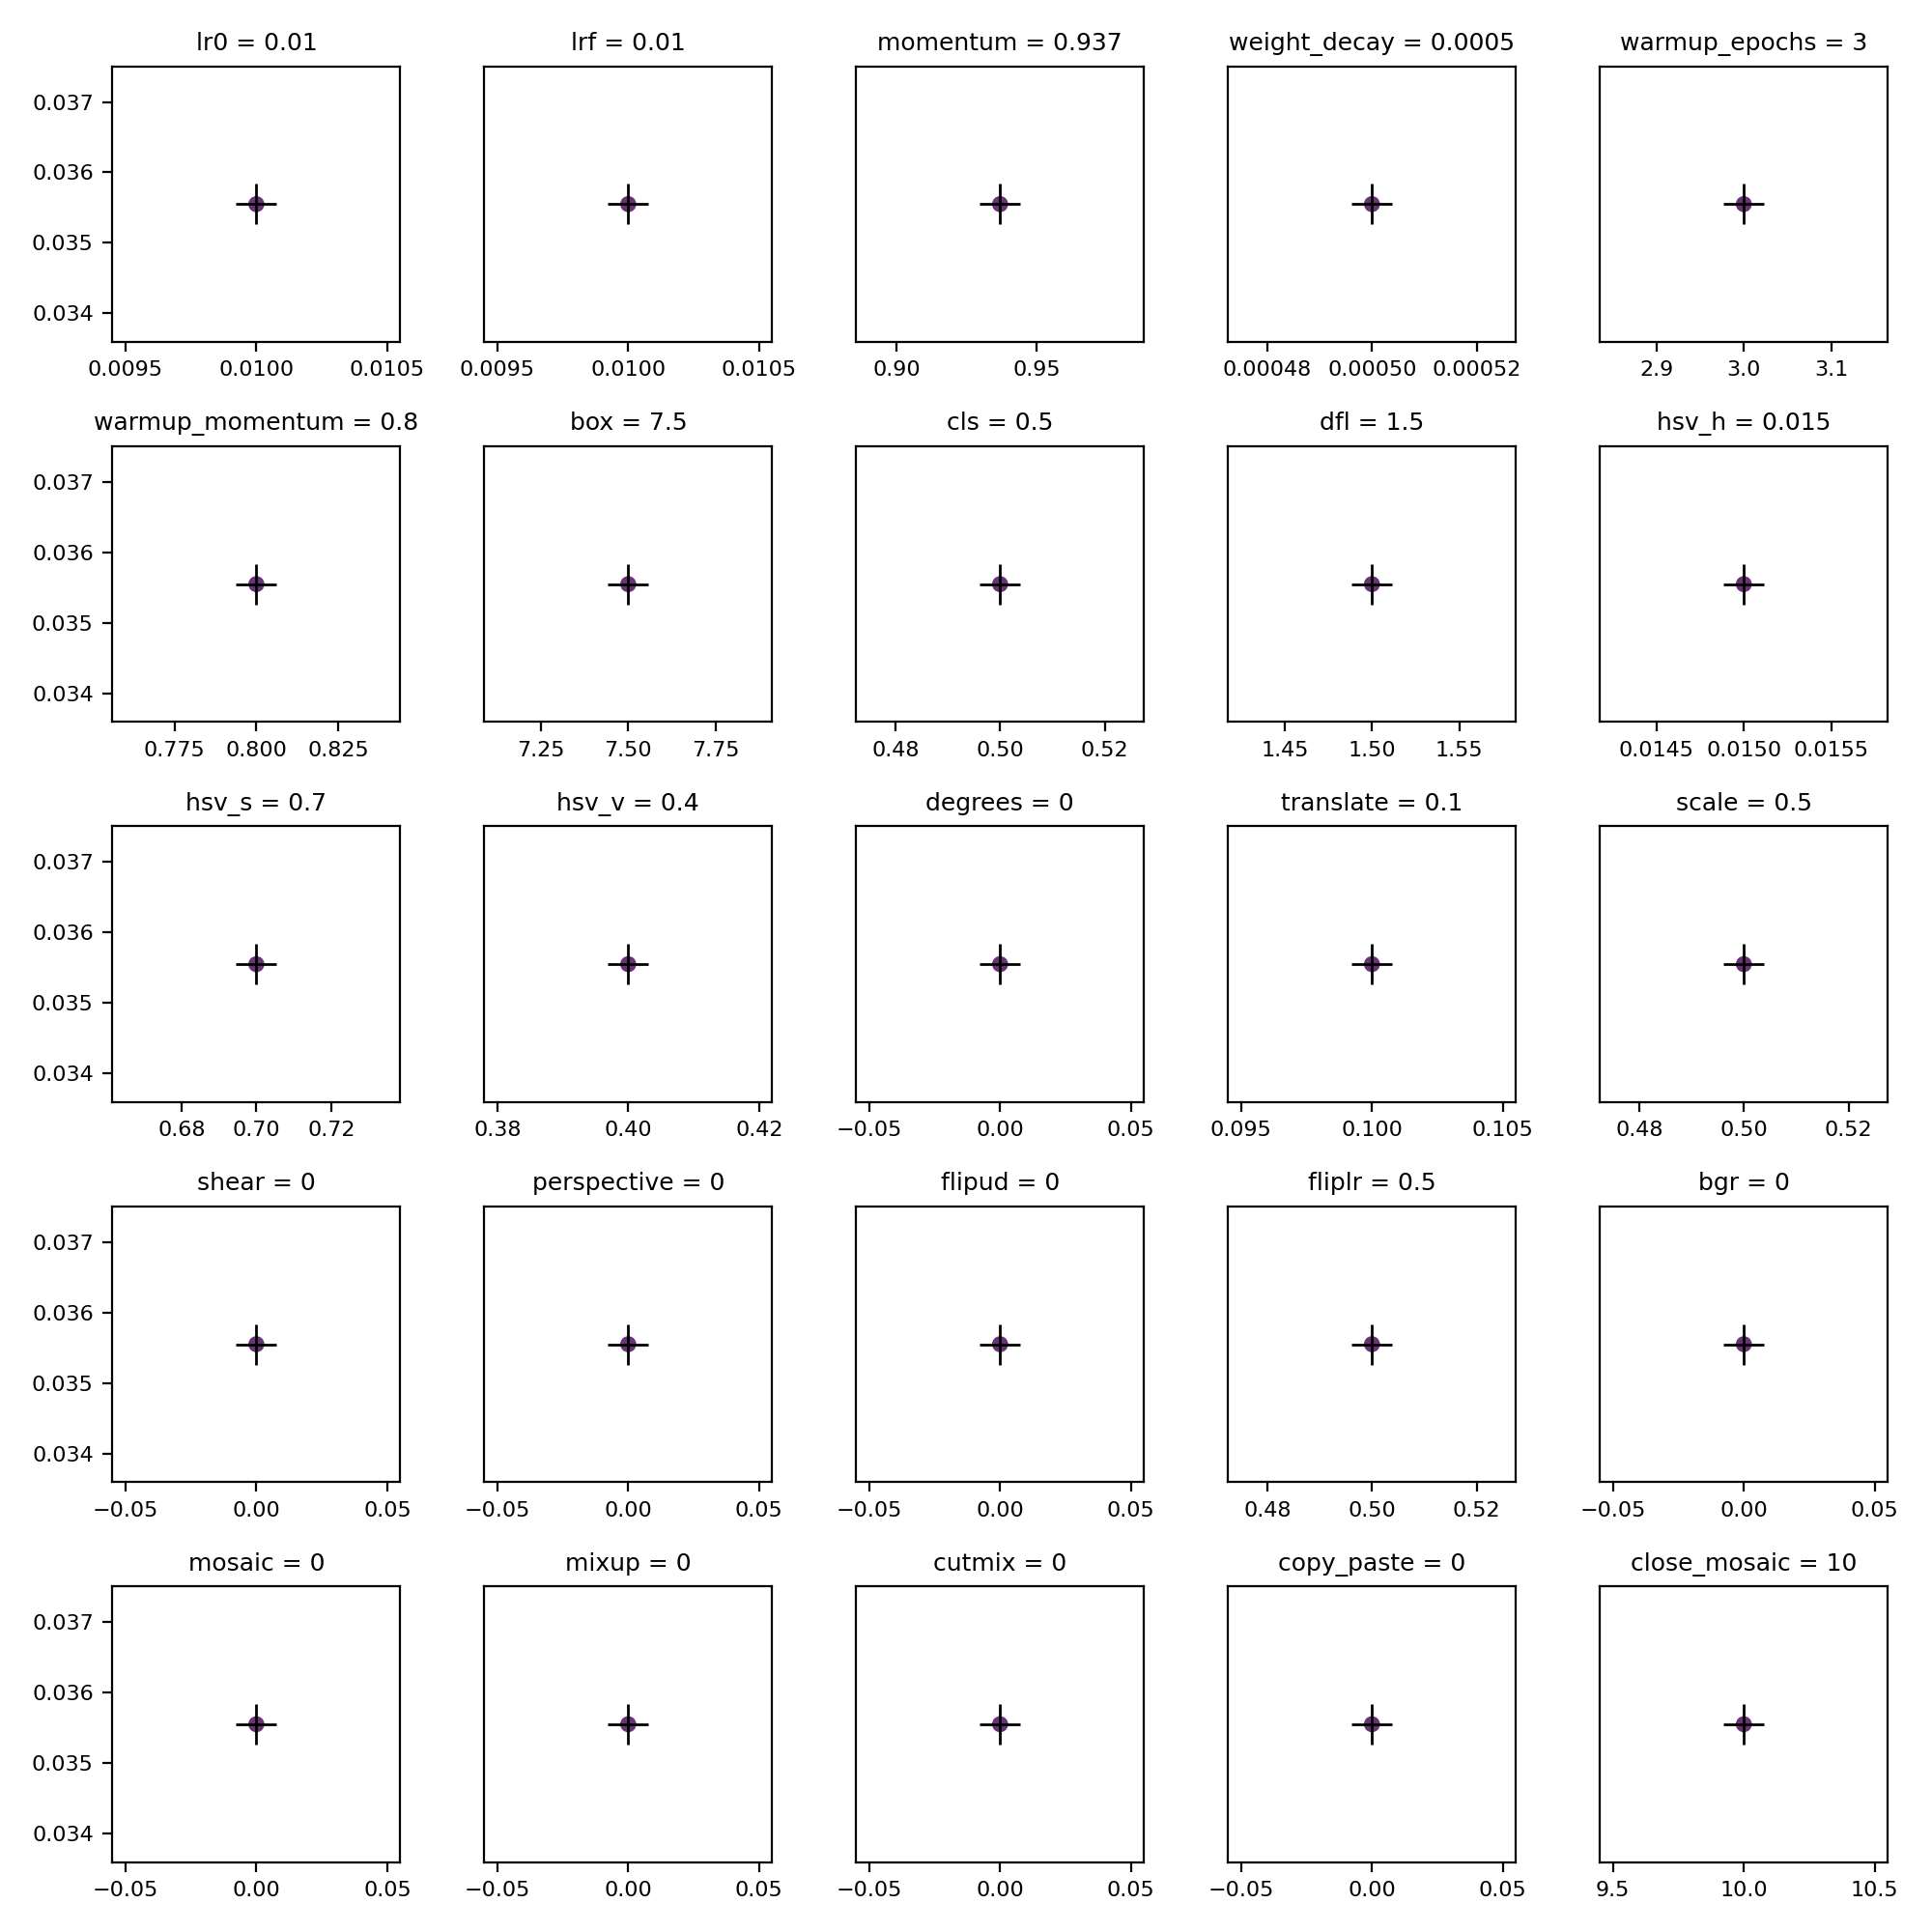 lr0 = 0.01
lrf = 0.01
momentum = 0.937
weight_decay = 0.0005
warmup_epochs = 3
0.037
0.036
0.035
0.034
0.0095 0.0100 0.0105
0.0095 0.0100 0.0105
0.90 0.95
0.00048 0.00050 0.00052
2.9 3.0 3.1
warmup_momentum = 0.8
box = 7.5
cls = 0.5
dfl = 1.5
hsv_h = 0.015
0.037
0.036
0.035
0.034
0.775 0.800 0.825
7.25 7.50 7.75
0.48 0.50 0.52
1.45 1.50 1.55
0.0145 0.0150 0.0155
hsv_s = 0.7
hsv_v = 0.4
degrees = 0
translate = 0.1
scale = 0.5
0.037
0.036
0.035
0.034
0.68 0.70 0.72
0.38 0.40 0.42
−0.05 0.00 0.05
0.095 0.100 0.105
0.48 0.50 0.52
shear = 0
perspective = 0
flipud = 0
fliplr = 0.5
bgr = 0
0.037
0.036
0.035
0.034
−0.05 0.00 0.05
−0.05 0.00 0.05
−0.05 0.00 0.05
0.48 0.50 0.52
−0.05 0.00 0.05
mosaic = 0
mixup = 0
cutmix = 0
copy_paste = 0
close_mosaic = 10
0.037
0.036
0.035
0.034
−0.05 0.00 0.05
−0.05 0.00 0.05
−0.05 0.00 0.05
−0.05 0.00 0.05
9.5 10.0 10.5